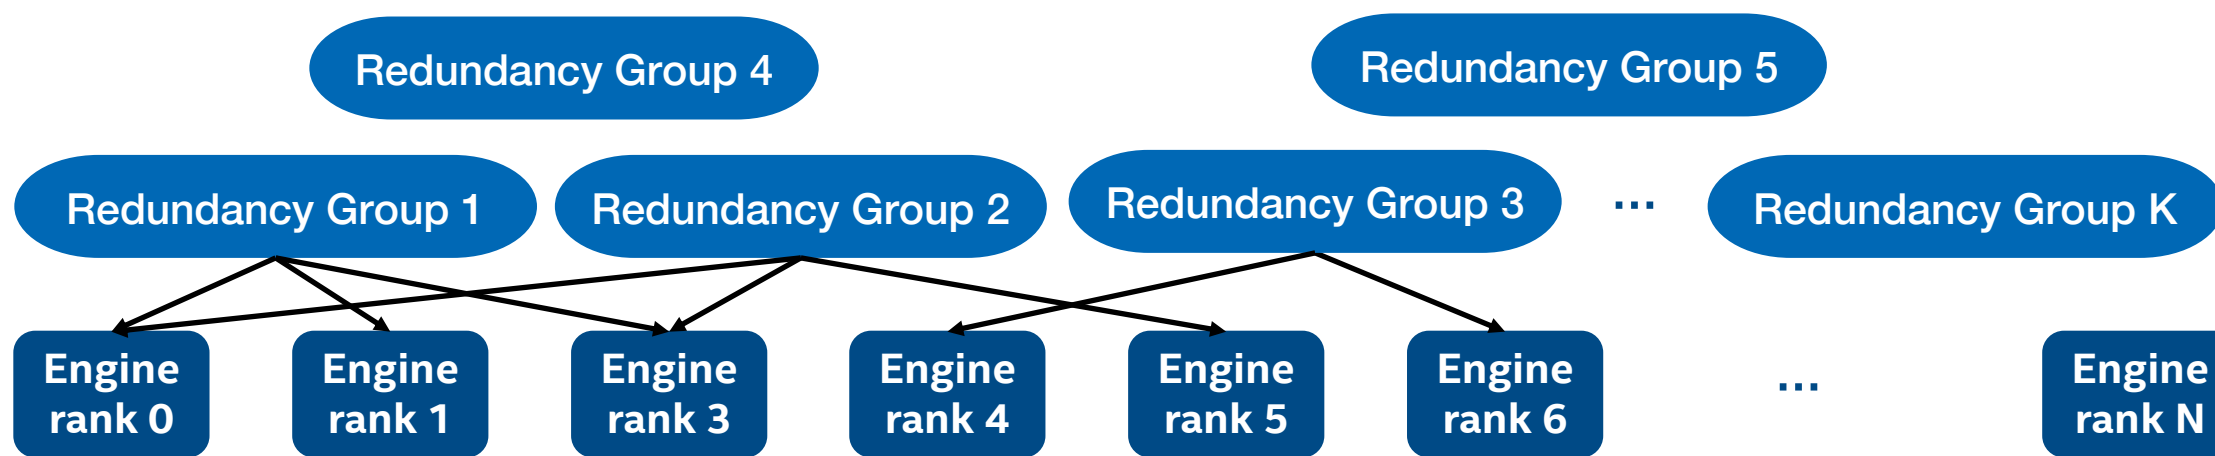 Redundancy Group 4
Redundancy Group 5
Redundancy Group 1
Redundancy Group 2
Redundancy Group 3
...
Redundancy Group K
Engine
rank 0
Engine
rank 1
Engine
rank 3
Engine
rank 4
Engine
rank 5
Engine
rank 6
...
Engine
rank N